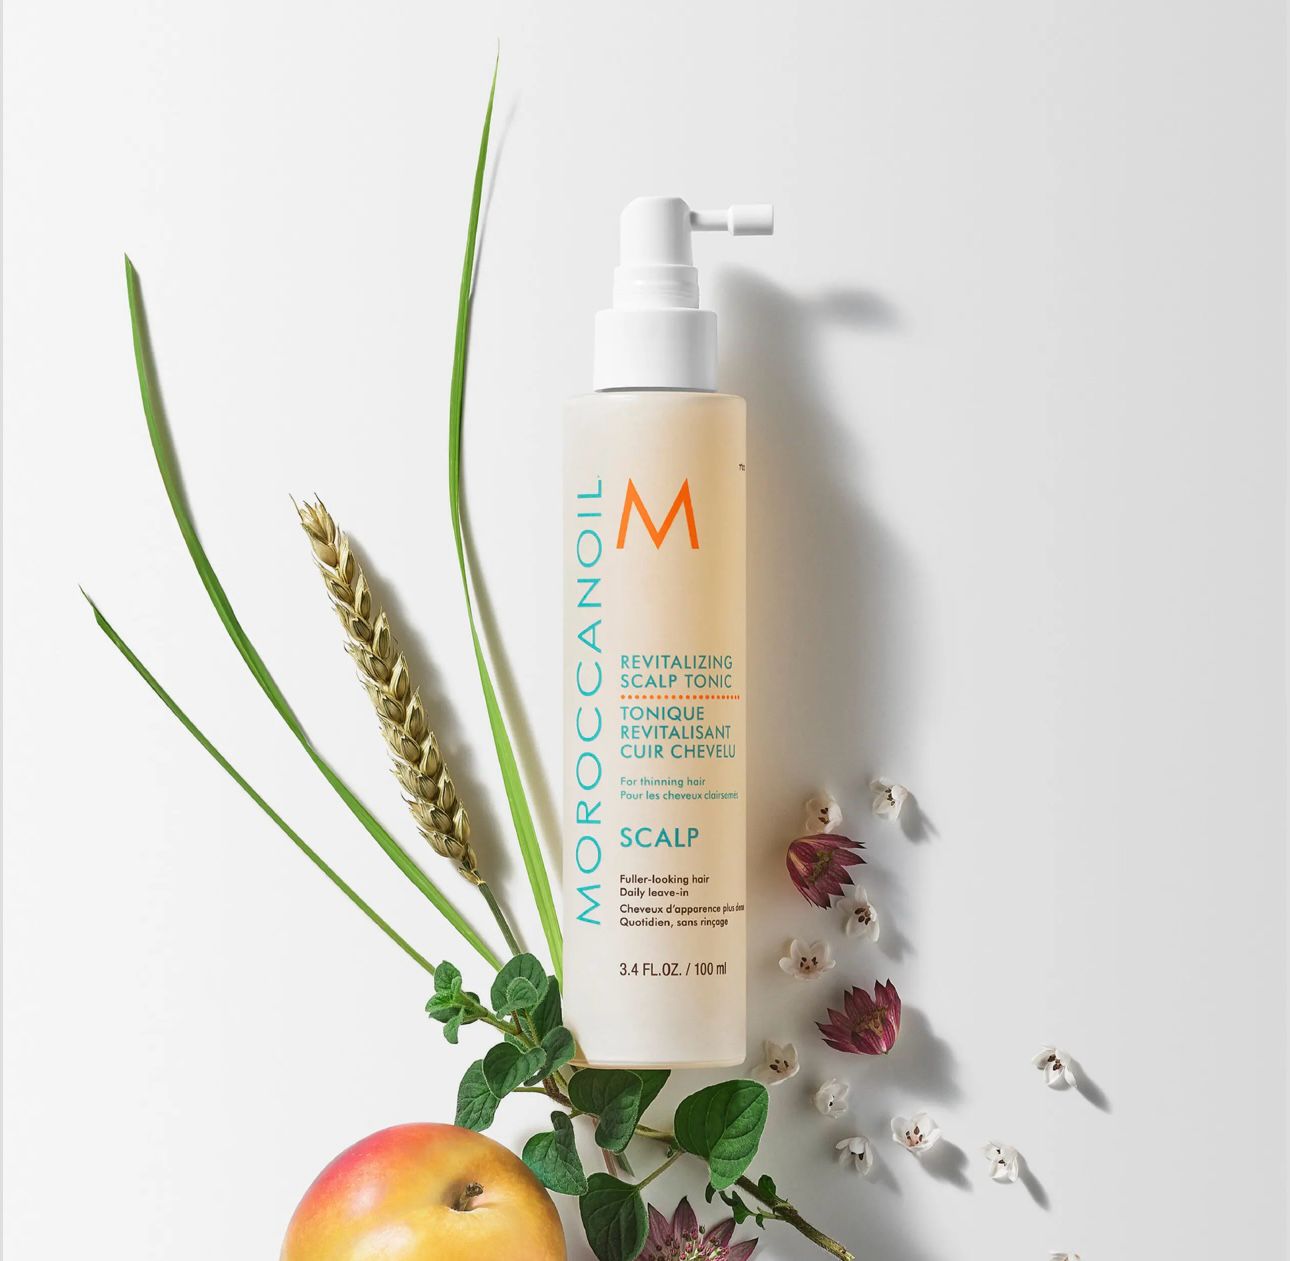 MOROCCANOIL
M
REVITALIZING
SCALP TONIC
TONIQUE
REVITALISANT
CUIR CHEVELU
For thinning hair
Pour les cheveux clairsemés
SCALP
Fuller-looking hair
Daily leave-in
Cheveux d'apparence plus
Quotidien, sans rinçage
3.4 FL.OZ. / 100 ml